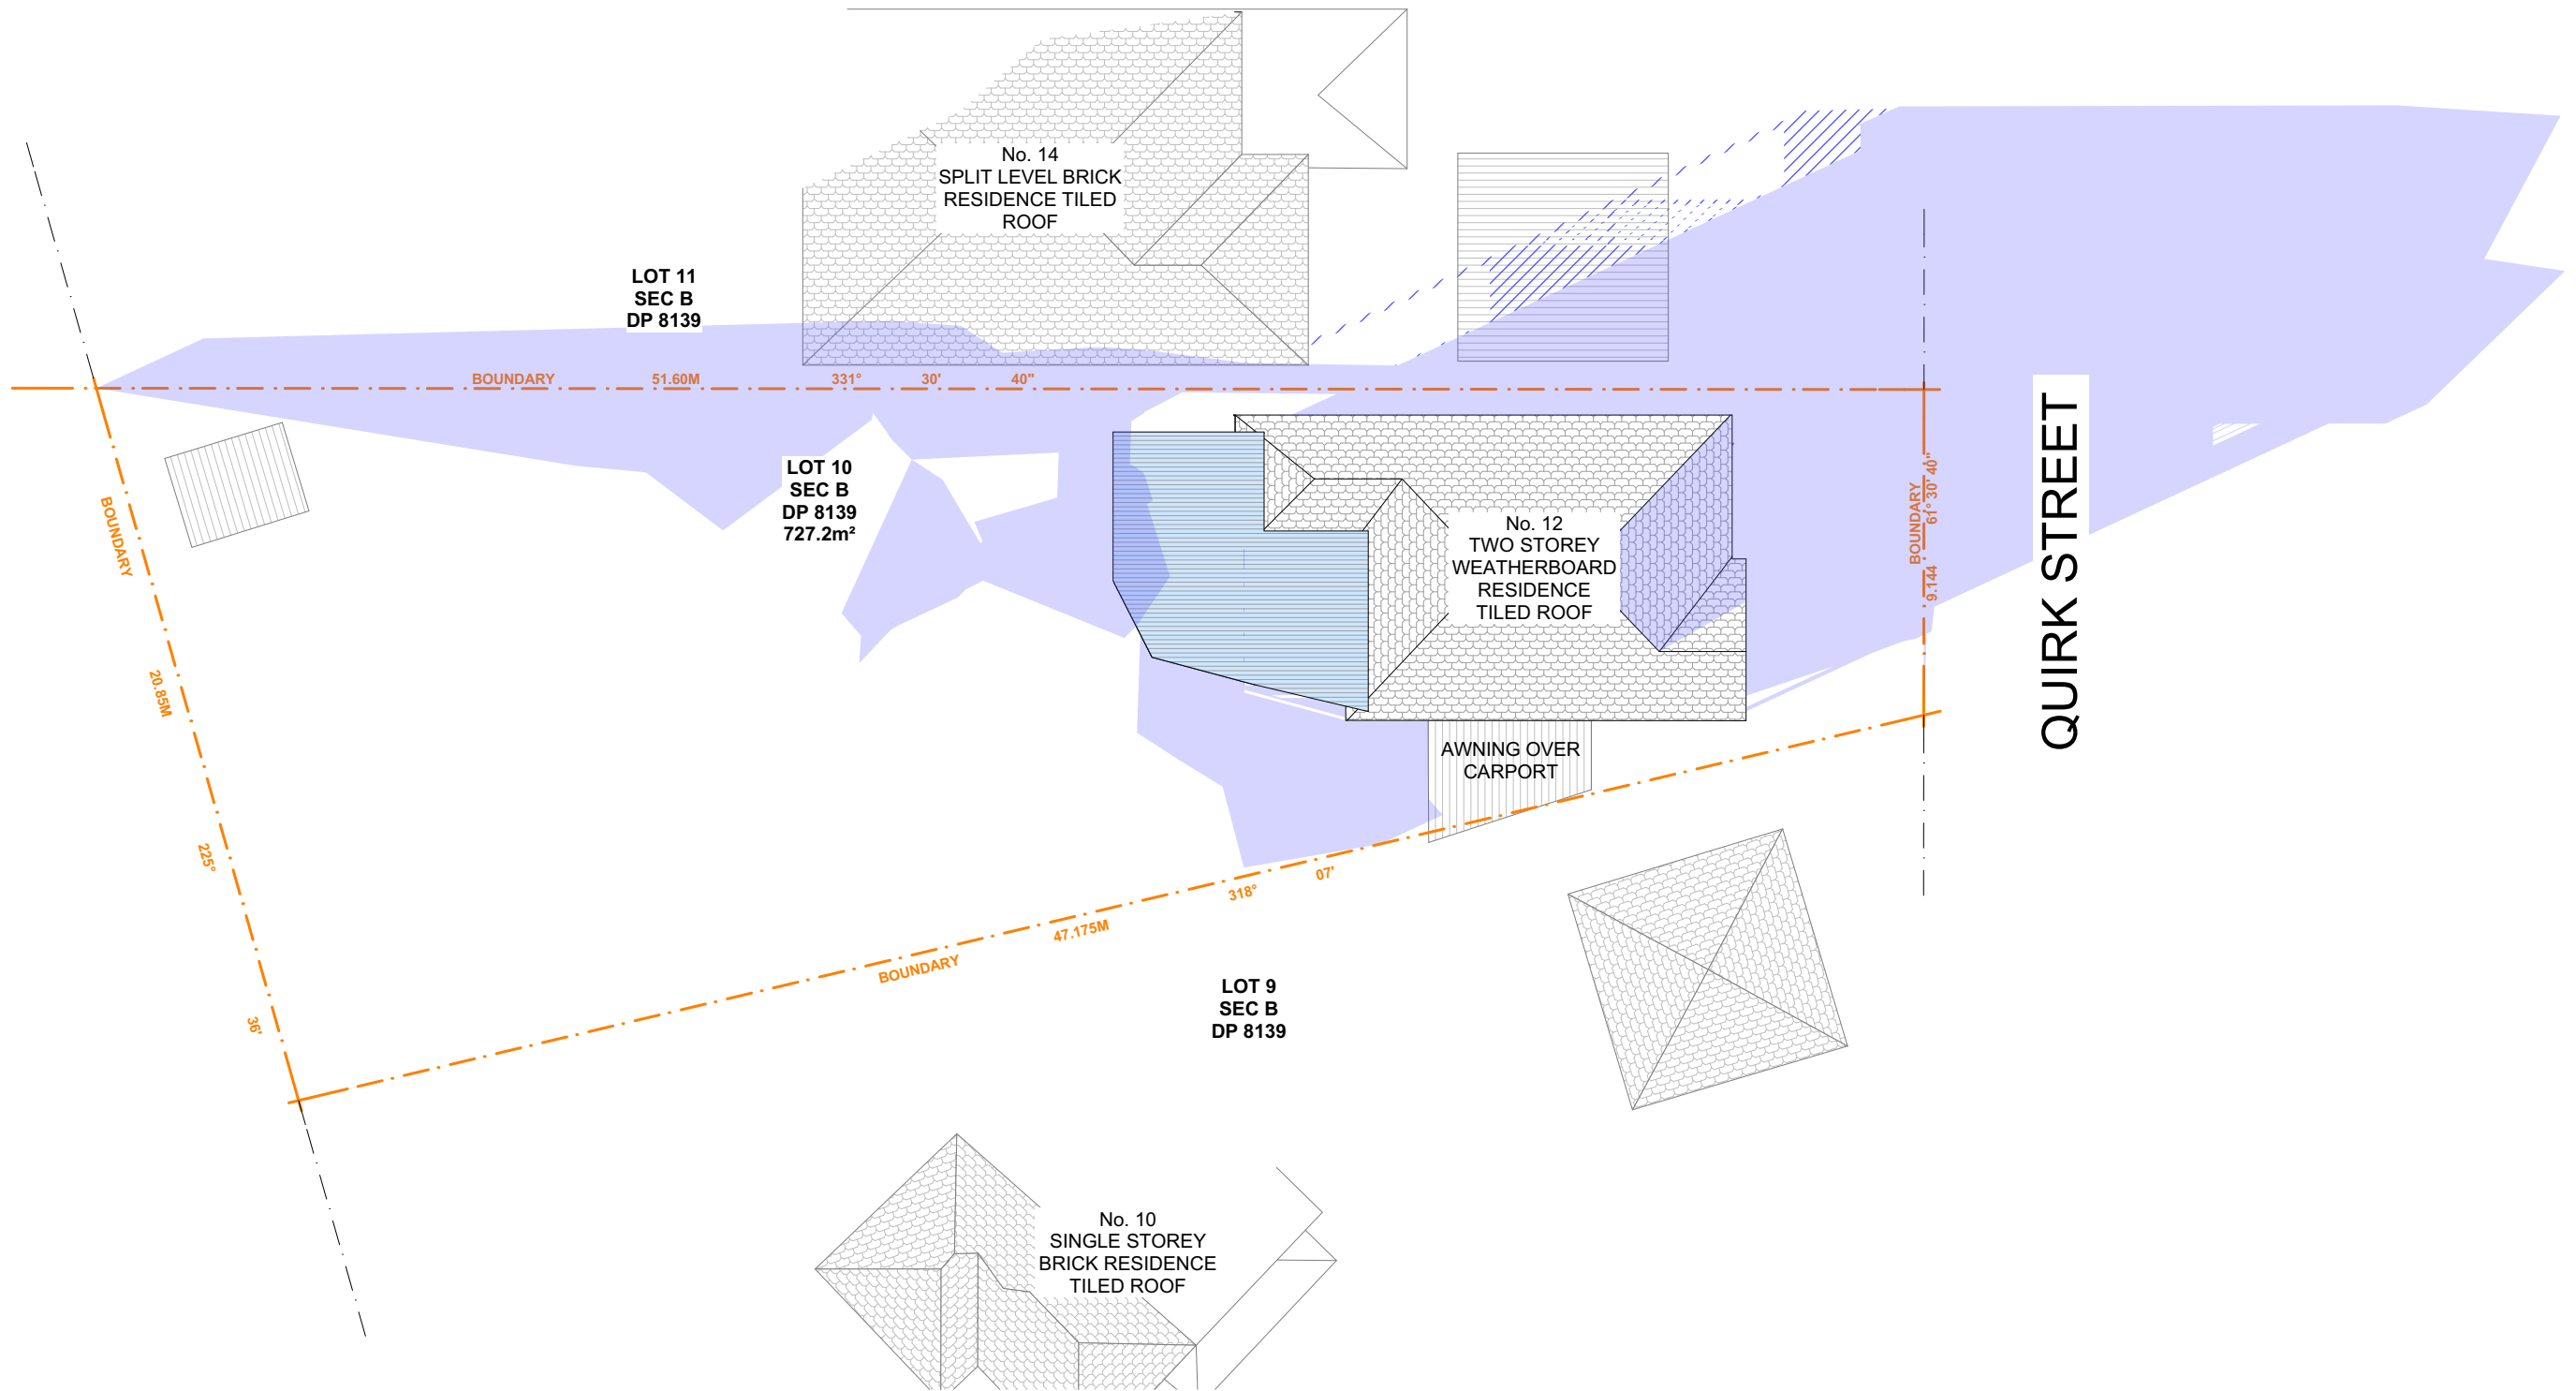 No. 14
SPLIT LEVEL BRICK
RESIDENCE TILED
ROOF
LOT 11
SEC B
DP 8139
BOUNDARY 51.60M 331° 30' 40"
LOT 10
SEC B
DP 8139
727.2m²
No. 12
TWO STOREY
WEATHERBOARD
RESIDENCE
TILED ROOF
BOUNDARY
9.144 61° 30' 40"
QUIRK STREET
BOUNDARY 20.85M 225° 36'
AWNING OVER
CARPORT
BOUNDARY 47.175M 318° 07'
LOT 9
SEC B
DP 8139
No. 10
SINGLE STOREY
BRICK RESIDENCE
TILED ROOF